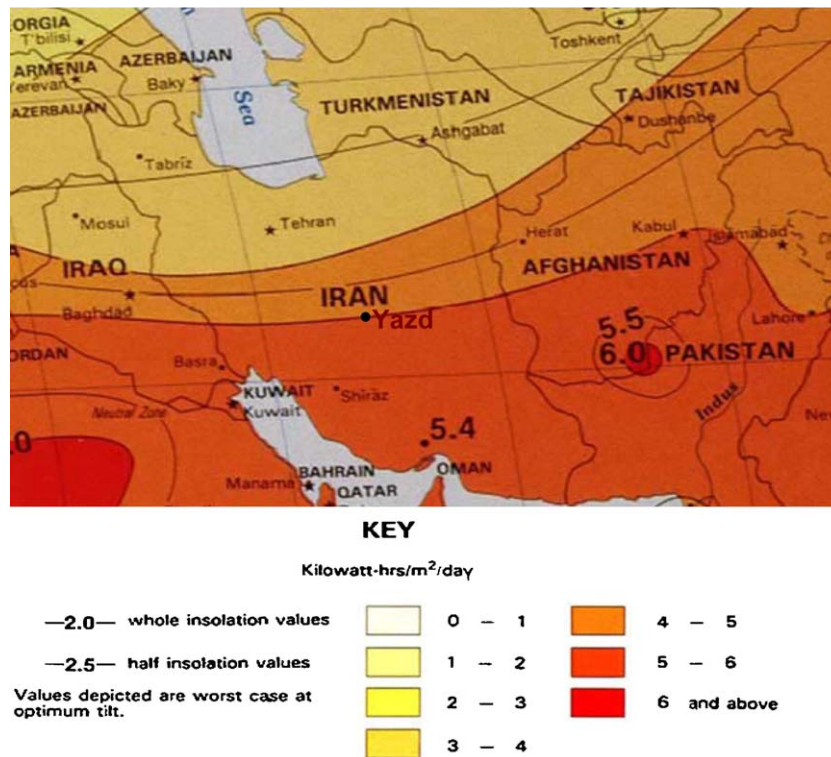 ORGIA
T'bilisi
ARMENIA
AZERBAIJAN
Baky
AZERBAIJAN
Sea
Toshkent
TURKMENISTAN
TAJIKISTAN
Dushanbe
Ashgabat
Tabrīz
Mosul
Tehran
Herat
Kabul
Islamabad
IRAQ
AFGHANISTAN
IRAN
Baghdad
Yazd
5.5
6.0
PAKISTAN
Lahore
ORDAN
Basra
KUWAIT
Kuwait
Shīrāz
Neutral Zone
Indus
5.4
.0
BAHRAIN
Manama
QATAR
OMAN
KEY
Kilowatt-hrs/m²/day
—2.0— whole insolation values
—2.5— half insolation values
Values depicted are worst case at
optimum tilt.
0 – 1
1 – 2
2 – 3
3 – 4
4 – 5
5 – 6
6 and above